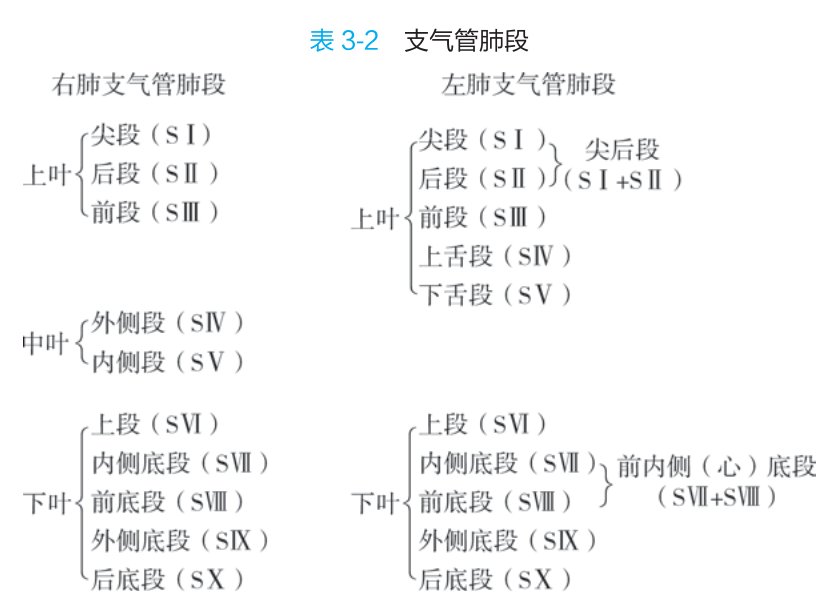 表 3-2 支气管肺段
右肺支气管肺段
上叶
尖段（SⅠ）
后段（SⅡ）
前段（SⅢ）
中叶
外侧段（SⅣ）
内侧段（SⅤ）
下叶
上段（SⅥ）
内侧底段（SⅦ）
前底段（SⅧ）
外侧底段（SⅨ）
后底段（SⅩ）
左肺支气管肺段
上叶
尖段（SⅠ）
后段（SⅡ）
尖后段
（SⅠ+SⅡ）
前段（SⅢ）
上舌段（SⅣ）
下舌段（SⅤ）
下叶
上段（SⅥ）
内侧底段（SⅦ）
前底段（SⅧ）
前内侧（心）底段
（SⅦ+SⅧ）
外侧底段（SⅨ）
后底段（SⅩ）